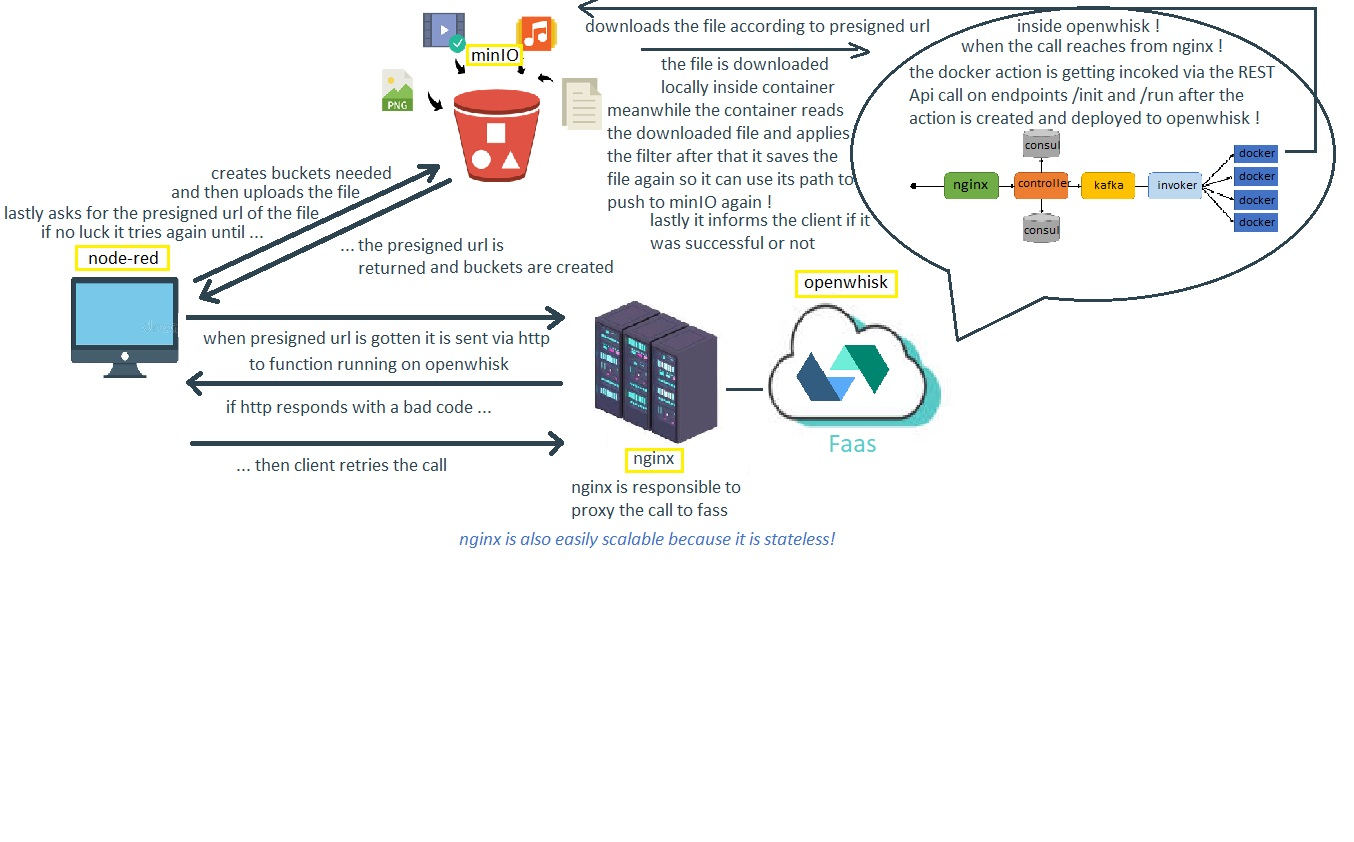 downloads the file according to presigned url
inside openwhisk !
when the call reaches from nginx !
the docker action is getting incoked via the REST
Api call on endpoints /init and /run after the
action is created and deployed to openwhisk !
minIO
PNG
the file is downloaded
locally inside container
meanwhile the container reads
the downloaded file and applies
the filter after that it saves the
file again so it can use its path to
push to minIO again !
lastly it informs the client if it
was successful or not
consul
nginx
controller
kafka
invoker
docker
docker
docker
docker
consul
creates buckets needed
and then uploads the file
lastly asks for the presigned url of the file
if no luck it tries again until ...
node-red
... the presigned url is
returned and buckets are created
openwhisk
when presigned url is gotten it is sent via http
to function running on openwhisk
if http responds with a bad code ...
... then client retries the call
Faas
nginx
nginx is responsible to
proxy the call to fass
nginx is also easily scalable because it is stateless!